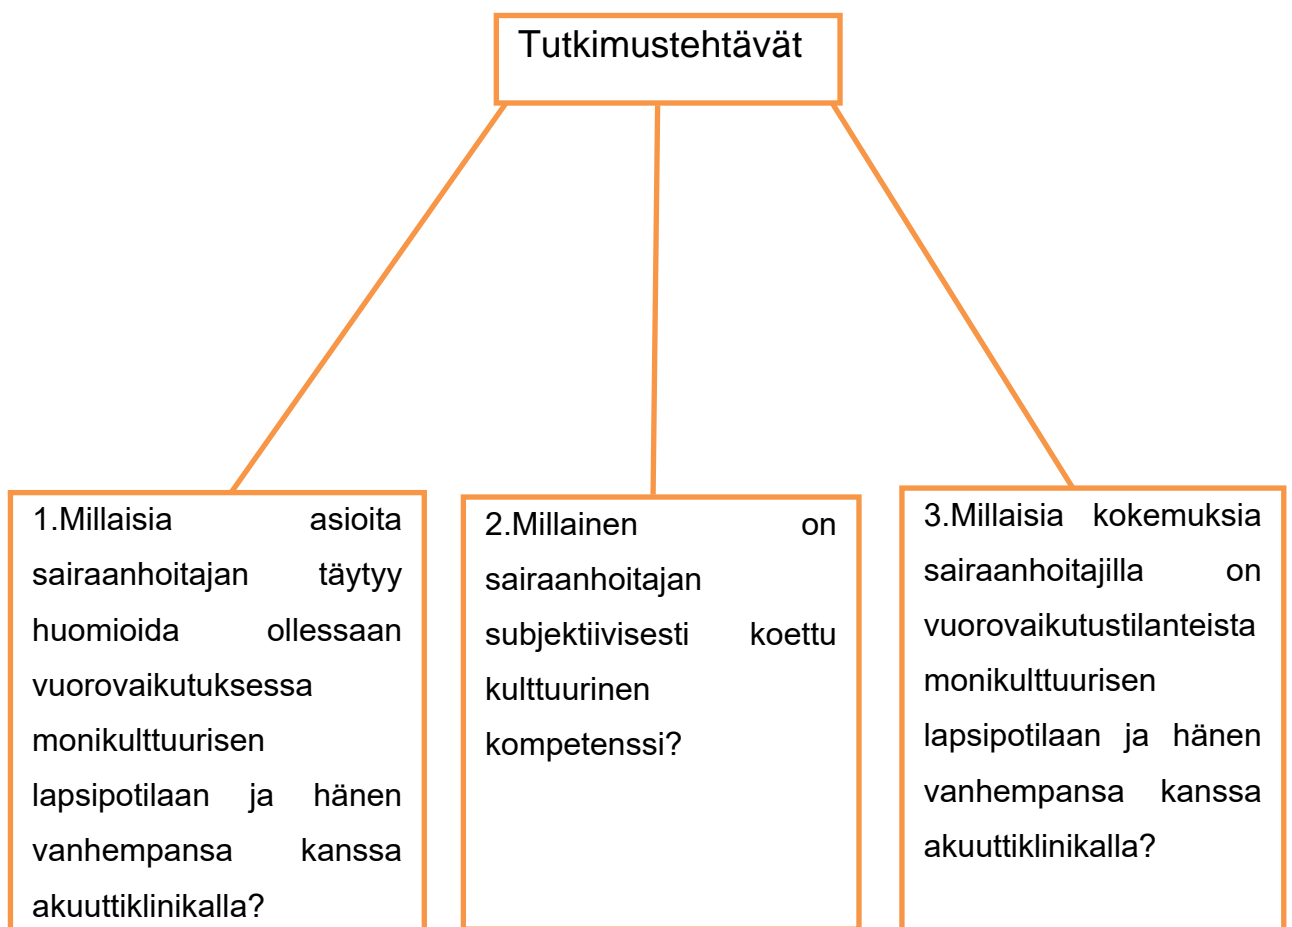 Tutkimustehtävät
1.Millaisia asioita
sairaanhoitajan täytyy
huomioida ollessaan
vuorovaikutuksessa
monikulttuurisen
lapsipotilaan ja hänen
vanhempansa kanssa
akuuttiklinikalla?
2.Millainen on
sairaanhoitajan
subjektiivisesti koettu
kulttuurinen
kompetenssi?
3.Millaisia kokemuksia
sairaanhoitajilla on
vuorovaikutustilanteista
monikulttuurisen
lapsipotilaan ja hänen
vanhempansa kanssa
akuuttiklinikalla?